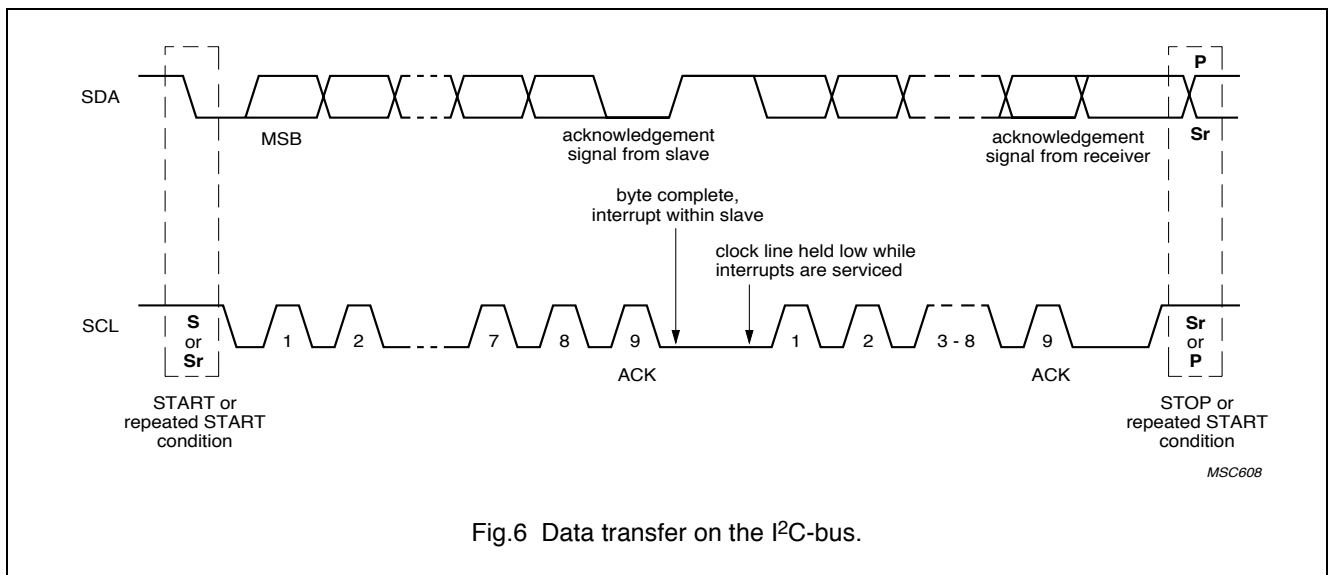 P
SDA
MSB
acknowledgement
signal from slave
acknowledgement
signal from receiver
Sr
byte complete,
interrupt within slave
clock line held low while
interrupts are serviced
SCL
S
or
Sr
1
2
7
8
9
1
2
3 - 8
9
Sr
or
P
ACK
ACK
START or
repeated START
condition
STOP or
repeated START
condition
MSC608
Fig.6 Data transfer on the I²C-bus.